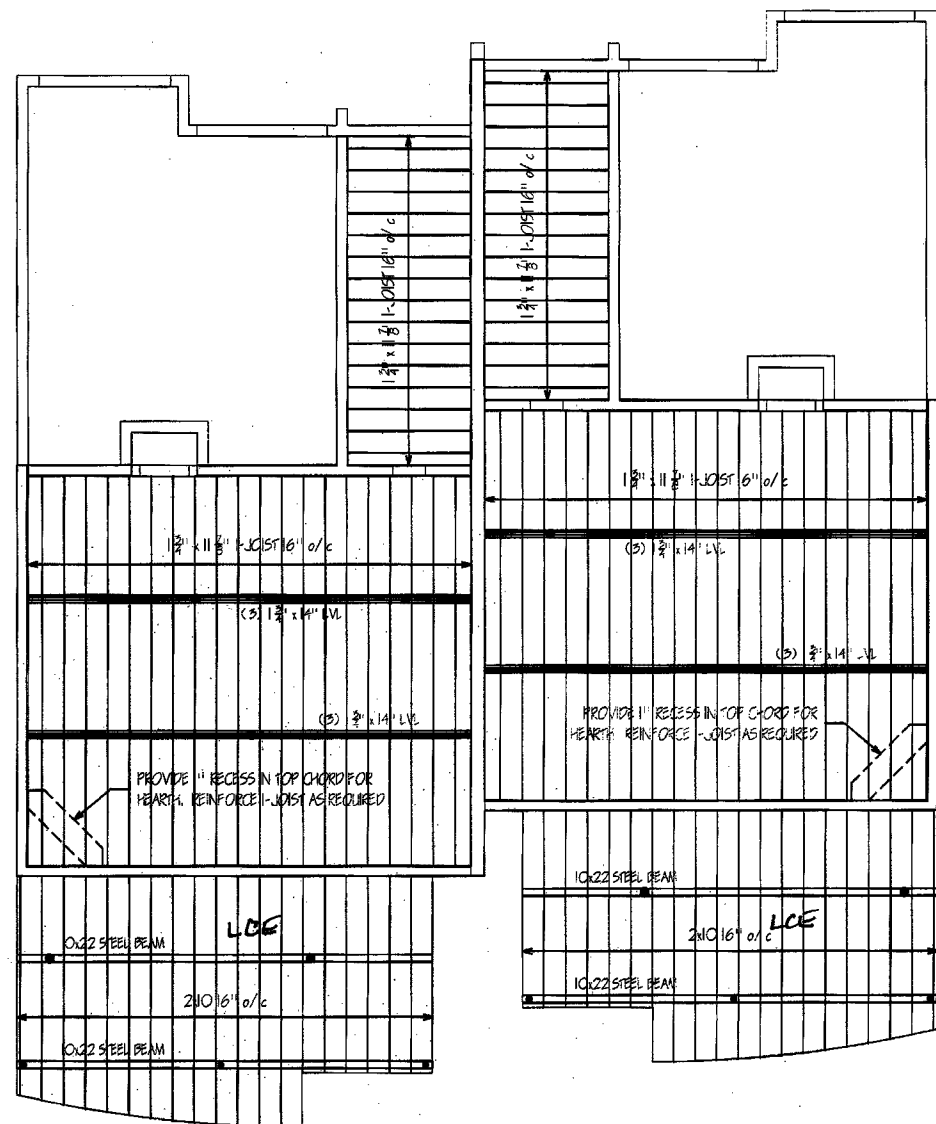 1 3/4" x 11 7/8" I-JOIST 16" o/c
1 3/4" x 11 7/8" I-JOIST 16" o/c
1 3/4" x 11 7/8" I-JOIST 16" o/c
(3) 1 3/4" x 14" LVL
1 3/4" x 11 7/8" I-JOIST 16" o/c
(3) 1 3/4" x 14" LVL
(3) 3/4" x 14" LVL
PROVIDE 1" RECESS IN TOP CHORD FOR
HEARTH. REINFORCE I-JOIST AS REQUIRED
(3) 3/4" x 14" LVL
PROVIDE 1" RECESS IN TOP CHORD FOR
HEARTH. REINFORCE I-JOIST AS REQUIRED
10x22 STEEL BEAM
LCE
2x10 16" o/c
10x22 STEEL BEAM
LCE
10x22 STEEL BEAM
2x10 16" o/c
10x22 STEEL BEAM